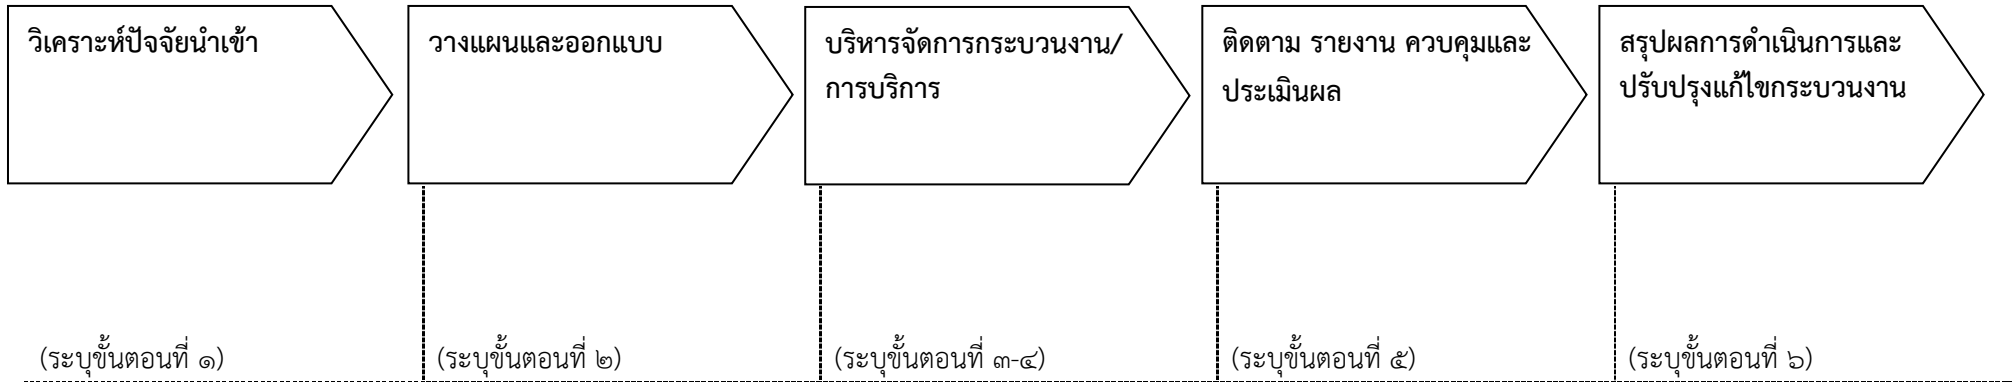 วิเคราะห์ปัจจัยนำเข้า
วางแผนและออกแบบ
บริหารจัดการกระบวนงาน/
การบริการ
ติดตาม รายงาน ควบคุมและ
ประเมินผล
สรุปผลการดำเนินการและ
ปรับปรุงแก้ไขกระบวนงาน
(ระบุขั้นตอนที่ ๑)
(ระบุขั้นตอนที่ ๒)
(ระบุขั้นตอนที่ ๓-๔)
(ระบุขั้นตอนที่ ๕)
(ระบุขั้นตอนที่ ๖)